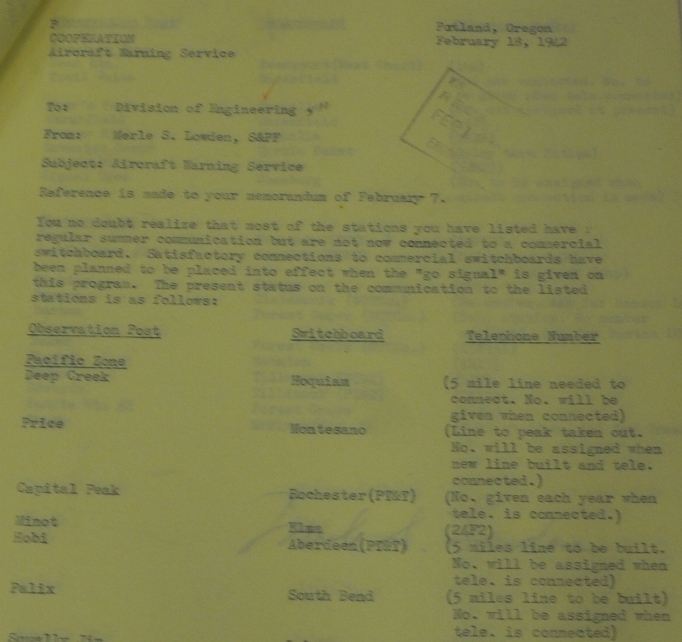 F
COOPERATION
Aircraft Warning Service
Potland, Oregon
February 18, 1942
To: Division of Engineering
From: Merle S. Lowden, S&PF
Subject: Aircraft Warning Service
Reference is made to your memorandum of February 7.
You no doubt realize that most of the stations you have listed have
regular summer communication but are not now connected to a commercial
switchboard. Satisfactory connections to commercial switchboards have
been planned to be placed into effect when the "go signal" is given on
this program. The present status on the communication to the listed
stations is as follows:
Observation Post Switchboard Telephone Number
Pacific Zone
Deep Creek Hoquiam (5 mile line needed to
connect. No. will be
given when connected)
Price Montesano (Line to peak taken out.
No. will be assigned when
new line built and tele.
connected.)
Capital Peak Rochester(PT&T) (No. given each year when
tele. is connected.)
Minot Elma (24F2)
Hobi Aberdeen(PT&T) (5 miles line to be built.
No. will be assigned when
tele. is connected)
Palix South Bend (5 miles line to be built)
No. will be assigned when
tele. is connected)